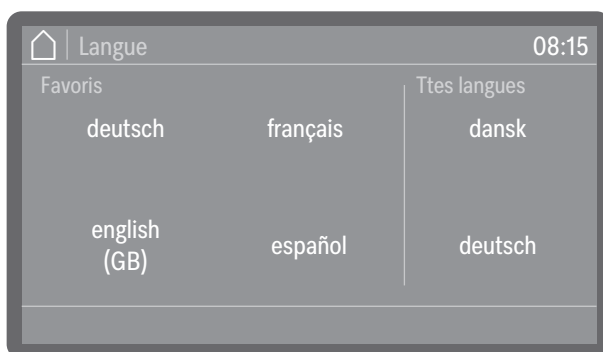 Langue 08:15
Favoris Ttes langues
deutsch français dansk
english
(GB) español deutsch